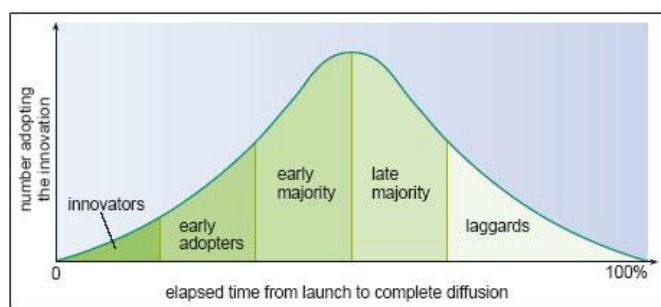 number adopting
the innovation
innovators
early
adopters
early
majority
late
majority
laggards
0
100%
elapsed time from launch to complete diffusion